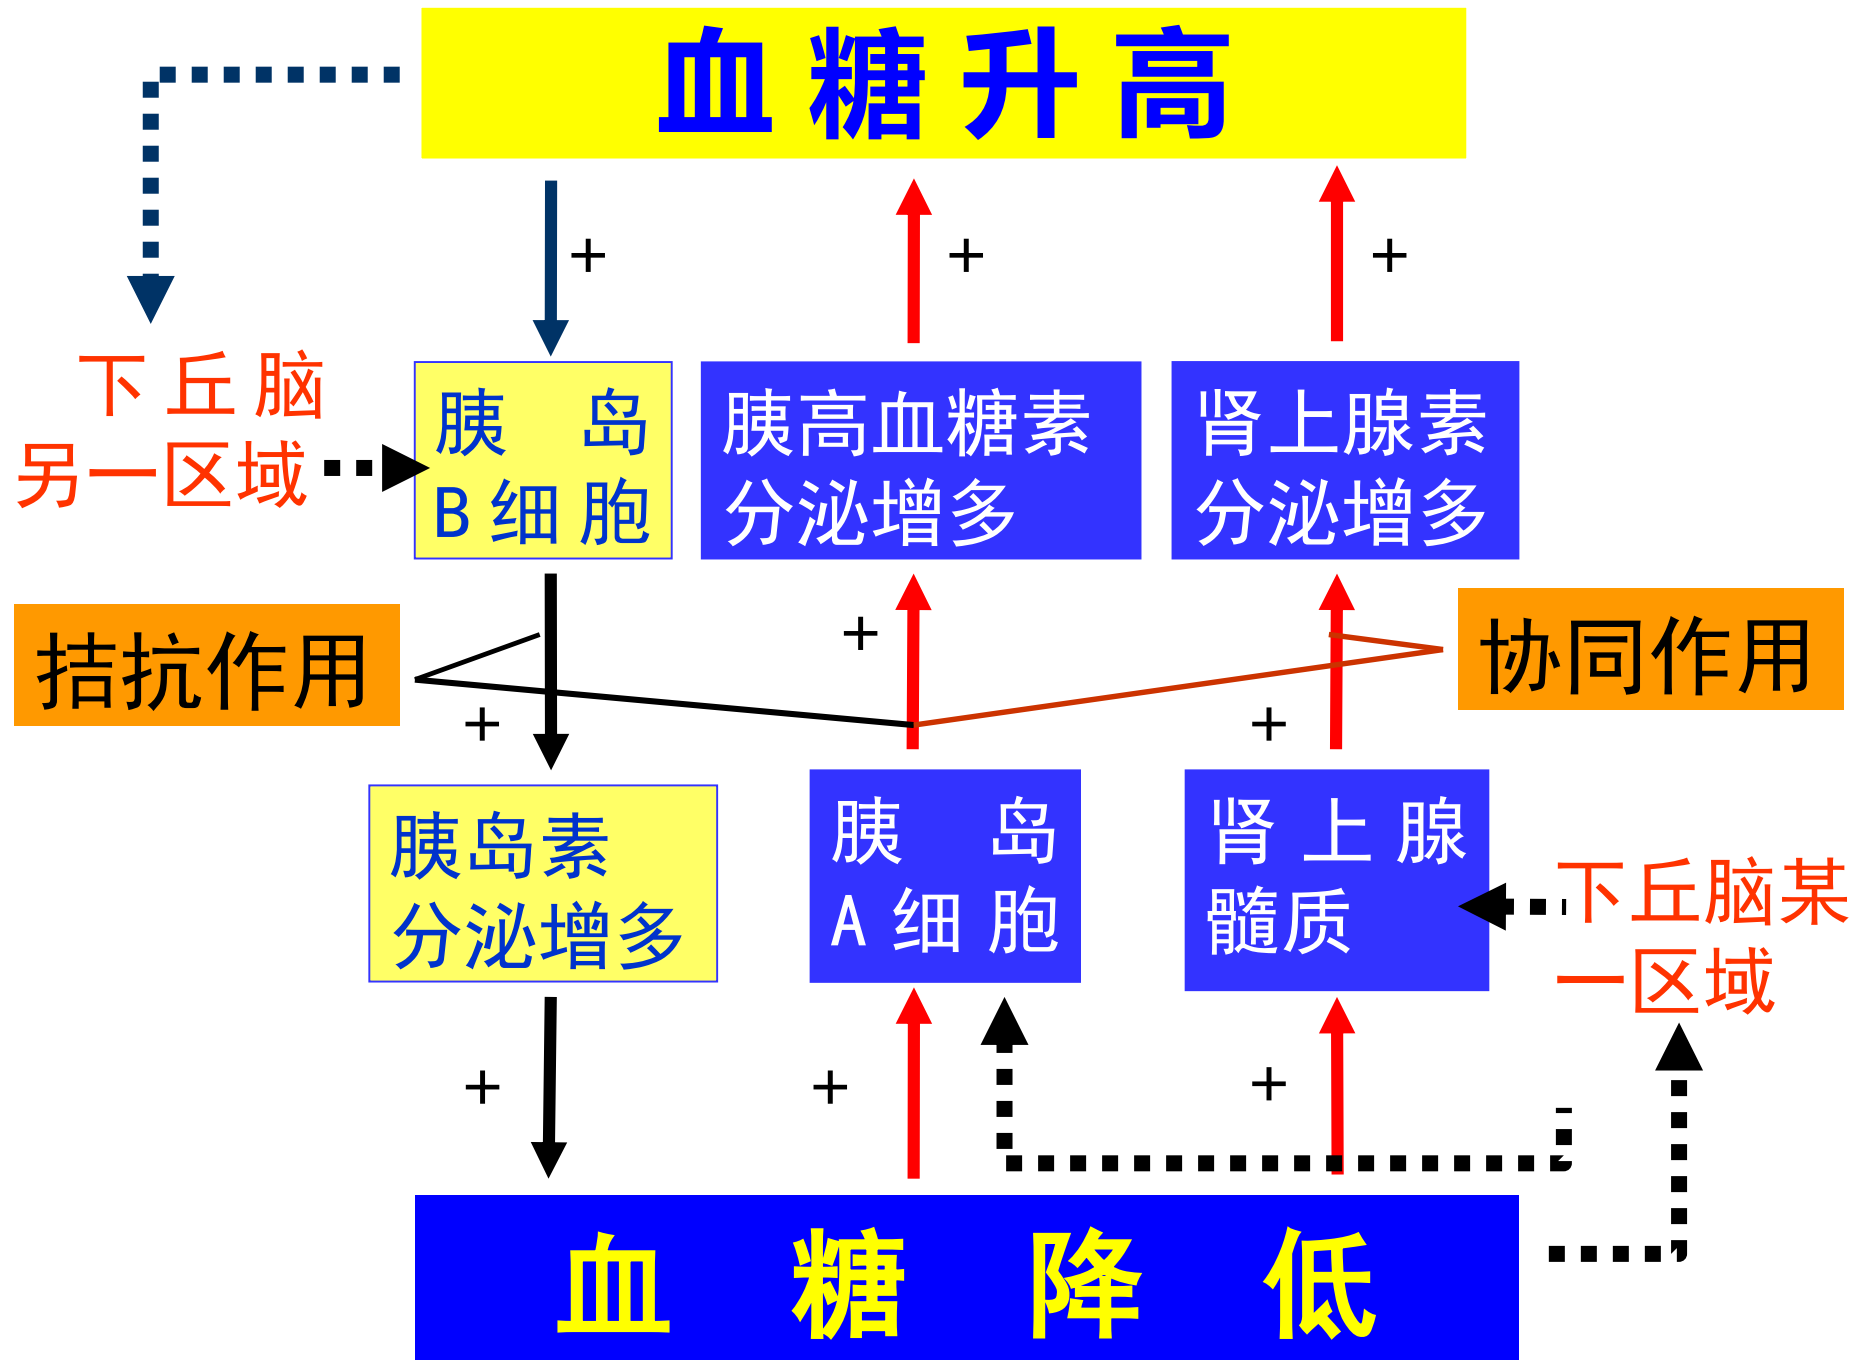 血糖升高
+
+
+
下丘脑
另一区域
胰 岛
B细胞
胰高血糖素
分泌增多
肾上腺素
分泌增多
拮抗作用
+
协同作用
+
+
胰岛素
分泌增多
胰 岛
A细胞
肾上腺
髓质
下丘脑某
一区域
+
+
+
血 糖 降 低